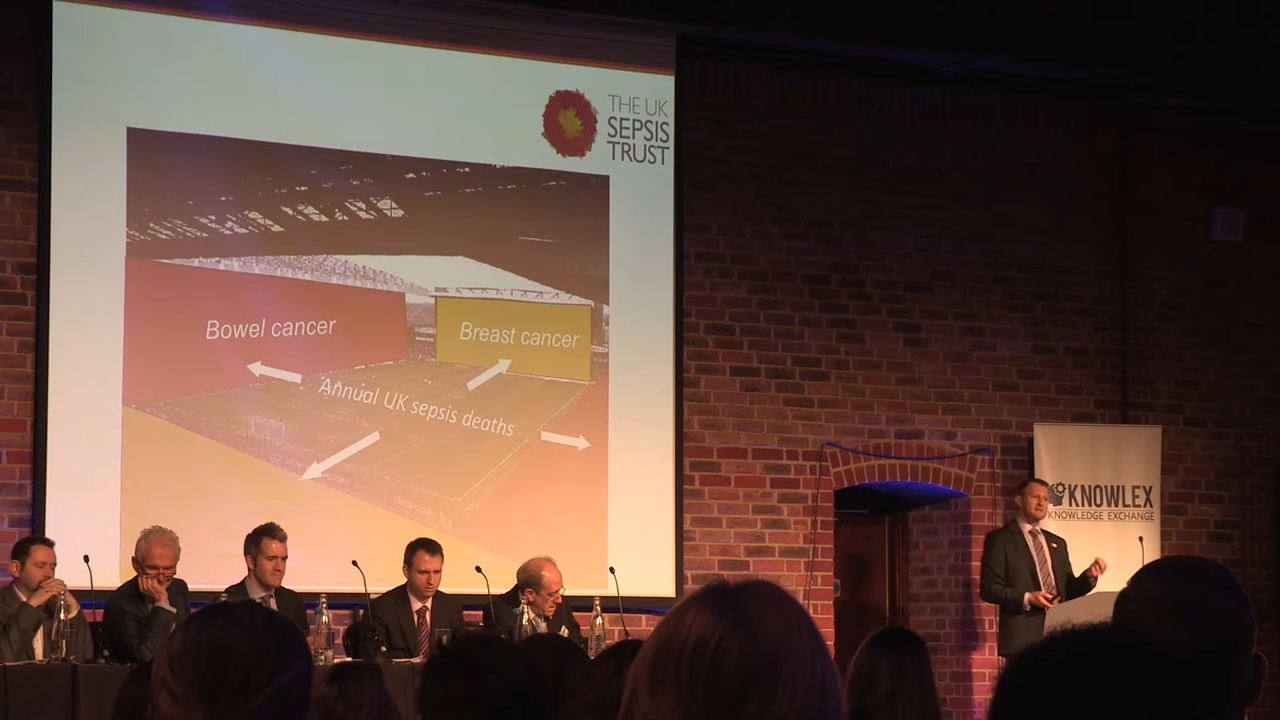 THE UK
SEPSIS
TRUST
Bowel cancer
Breast cancer
Annual UK sepsis deaths
KNOWLEX
KNOWLEDGE EXCHANGE